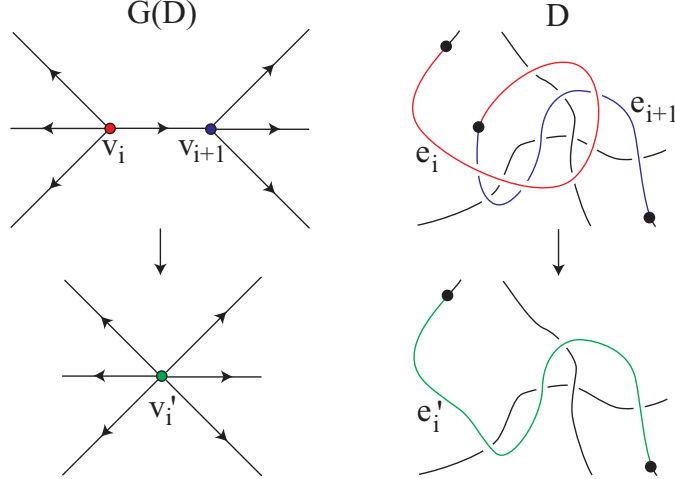 G(D)
D
v_i
v_{i+1}
e_i
e_{i+1}
v_i'
e_i'